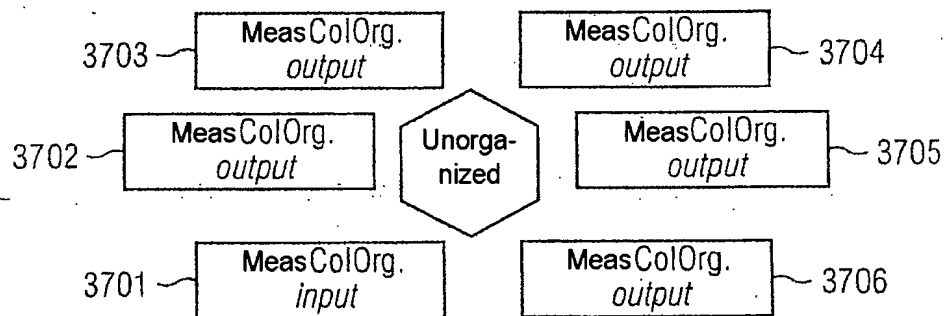 3703
MeasColOrg.
output
MeasColOrg.
output
3704
3702
MeasColOrg.
output
Unorga-
nized
MeasColOrg.
output
3705
3701
MeasColOrg.
input
MeasColOrg.
output
3706